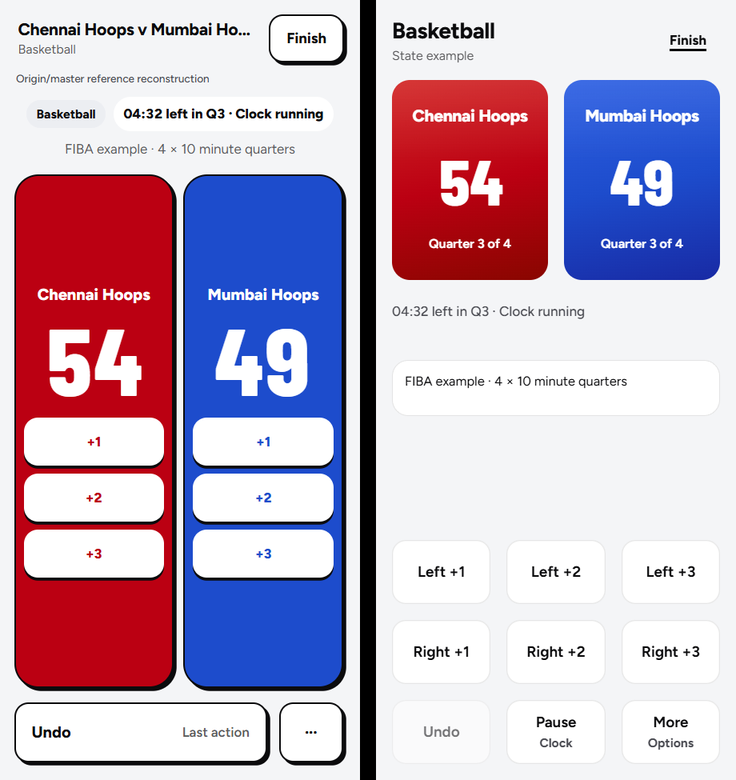 Chennai Hoops v Mumbai Ho...
Basketball
Finish
Origin/master reference reconstruction
Basketball
04:32 left in Q3 · Clock running
FIBA example · 4 × 10 minute quarters
Chennai Hoops
54
+1
+2
+3
Mumbai Hoops
49
+1
+2
+3
Undo
Last action
...
Basketball
State example
Finish
Chennai Hoops
54
Quarter 3 of 4
Mumbai Hoops
49
Quarter 3 of 4
04:32 left in Q3 · Clock running
FIBA example · 4 × 10 minute quarters
Left +1
Left +2
Left +3
Right +1
Right +2
Right +3
Undo
Pause
Clock
More
Options